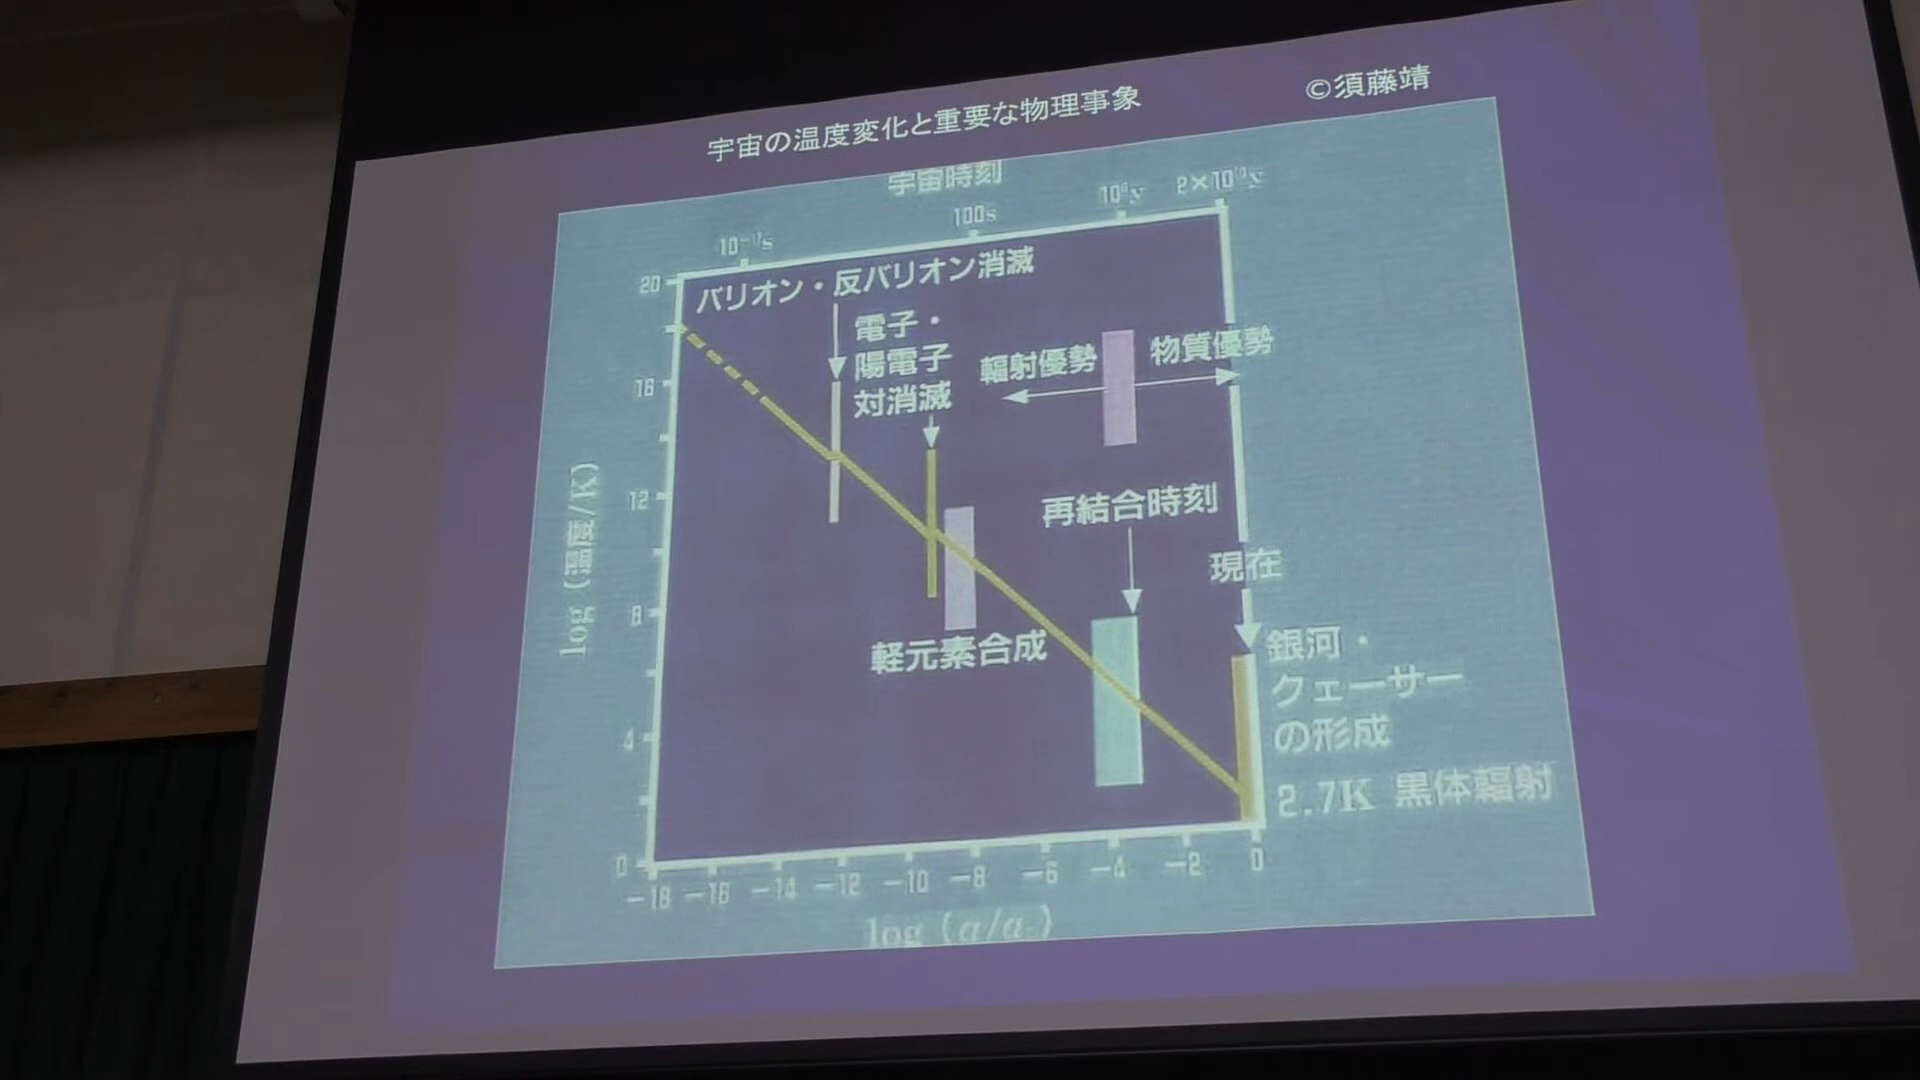 宇宙の温度変化と重要な物理事象
©須藤靖
宇宙時刻
100s
20
16
12
8
4
0
log (温度/K)
バリオン・反バリオン消滅
電子・
陽電子
対消滅
輻射優勢
物質優勢
再結合時刻
現在
軽元素合成
銀河・
クェーサー
の形成
2.7K 黒体輻射
-18 -16 -14 -12 -10 -8 -6 -4 -2 0